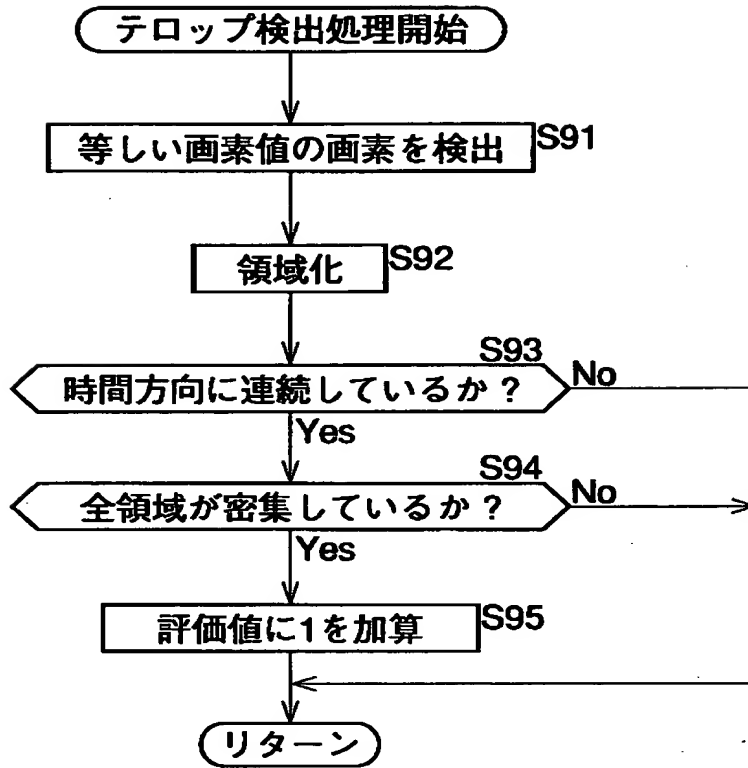 テロップ検出処理開始
等しい画素値の画素を検出
S91
領域化
S92
S93
時間方向に連続しているか？
No
Yes
S94
全領域が密集しているか？
No
Yes
評価値に1を加算
S95
リターン